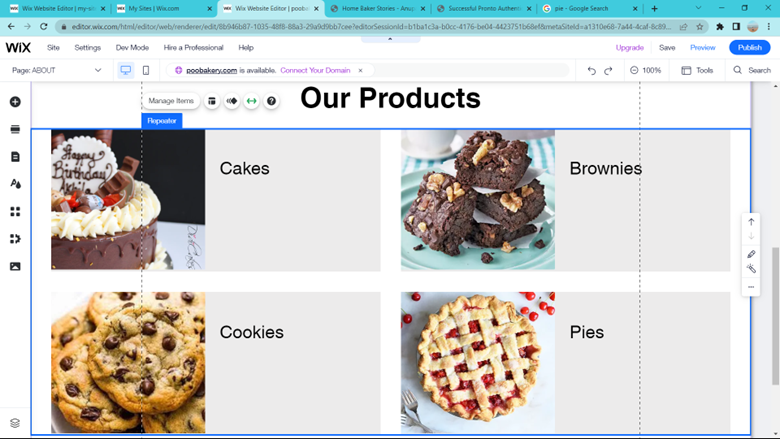 Wix Website Editor | my-si
My Sites | Wix.com
Wix Website Editor | poob
Home Baker Stories - Anup
Successful Pronto Authentic
pie - Google Search
editor.wix.com/html/editor/web/renderer/edit/8b946b87-1035-48f8-88a3-29a9d9bb7cee?editorSessionId=b1ba1c3a-b0cc-4176-be04-4423751b68ef&metaSiteId=a1310e68-7a44-4caf-8c89...
WiX Site Settings Dev Mode Hire a Professional Help Upgrade Save Preview Publish
Page: ABOUT poobakery.com is available. Connect Your Domain 100% Tools Search
Manage Items
Our Products
Repeater
Happy
Birthday
Cakes
Brownies
Cookies
Pies